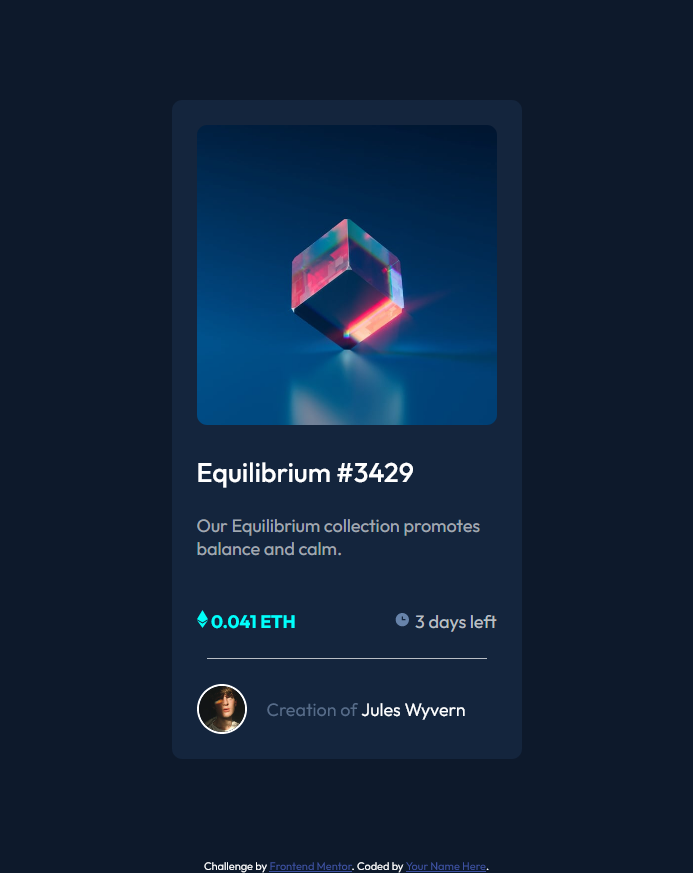 Equilibrium #3429
Our Equilibrium collection promotes
balance and calm.
0.041 ETH
3 days left
Creation of Jules Wyvern
Challenge by Frontend Mentor. Coded by Your Name Here.